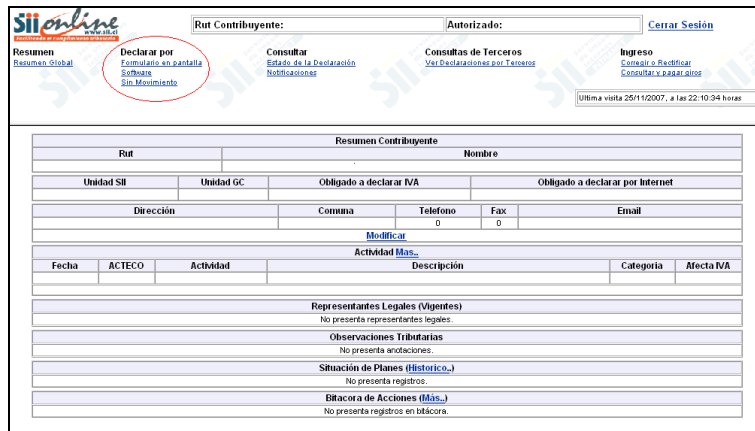 Siionline
www.sii.cl
Facilitando el cumplimiento tributario
Rut Contribuyente: Autorizado: Cerrar Sesión
Resumen Declarar por Consultar Consultas de Terceros Ingreso
Resumen Global Formulario en pantalla Estado de la Declaración Ver Declaraciones por Terceros Corregir o Rectificar
Software Notificaciones Consultar y pagar giros
Sin Movimiento
Ultima visita 25/11/2007, a las 22:10:34 horas
Resumen Contribuyente
Rut Nombre
Unidad SII Unidad GC Obligado a declarar IVA Obligado a declarar por Internet
Dirección Comuna Telefono Fax Email
0 0
Modificar
Actividad Mas..
Fecha ACTECO Actividad Descripción Categoria Afecta IVA
Representantes Legales (Vigentes)
No presenta representantes legales.
Observaciones Tributarias
No presenta anotaciones.
Situación de Planes (Historico..)
No presenta registros.
Bitacora de Acciones (Más..)
No presenta registros en bitácora.